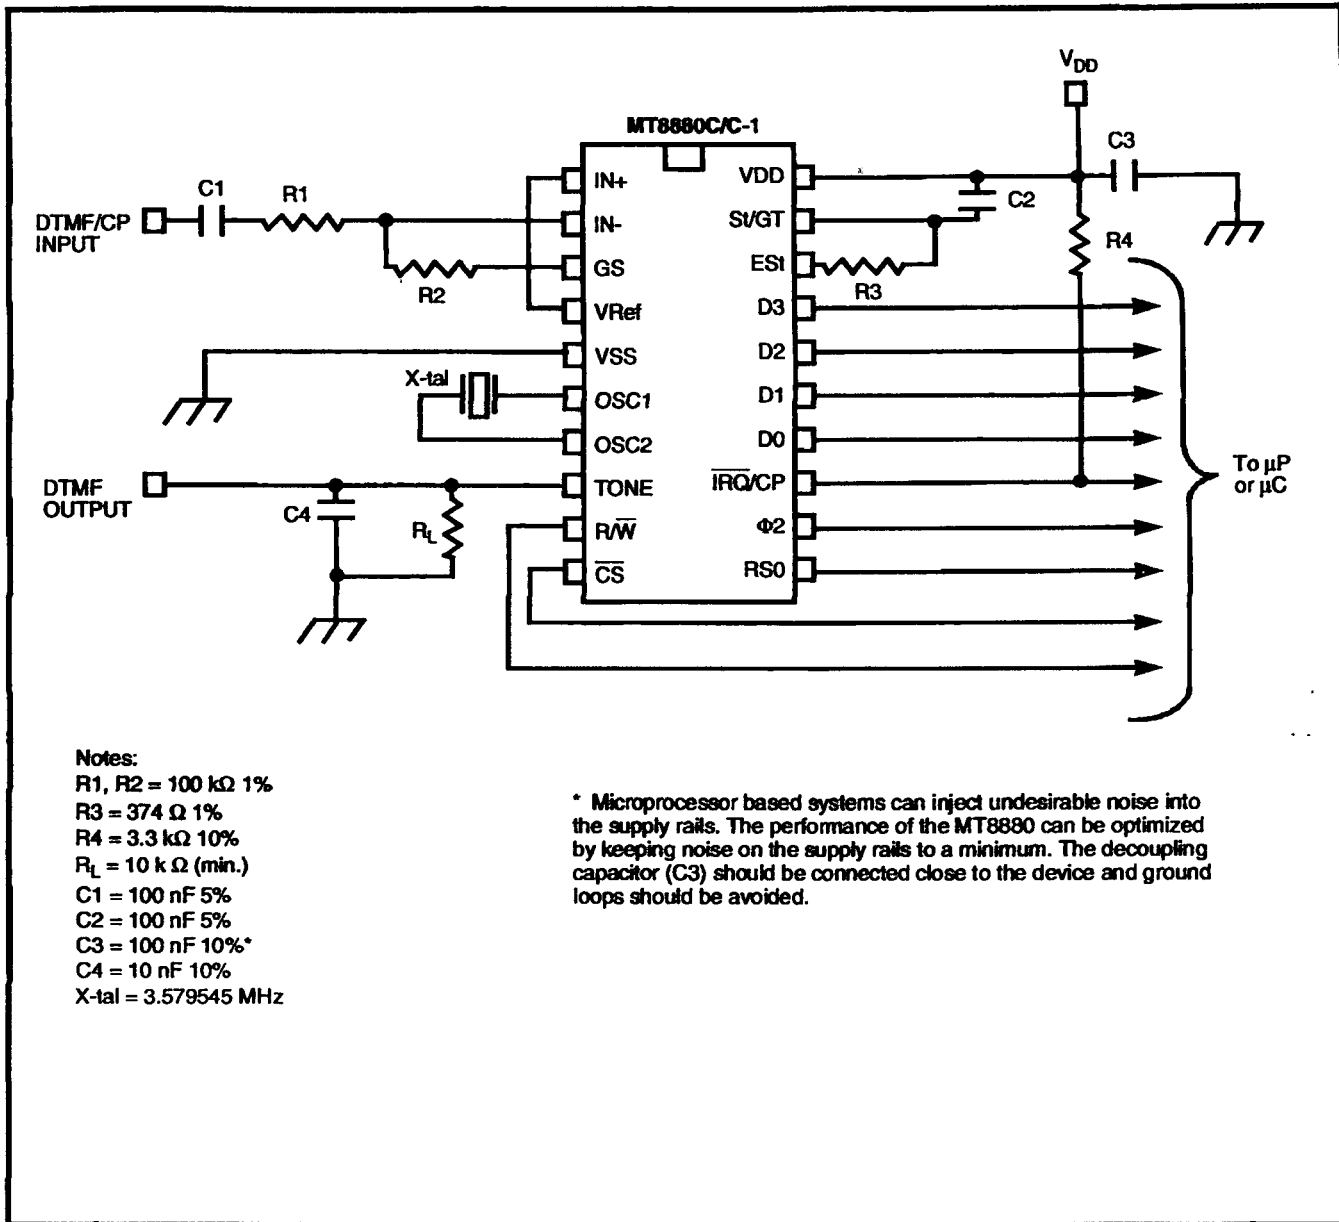 VDD
MT8880C/C-1
C3
C1
R1
IN+
VDD
C2
DTMF/CP
INPUT
IN-
St/GT
R4
R2
GS
ESt
R3
VRef
D3
VSS
D2
X-tal
OSC1
D1
OSC2
D0
DTMF
OUTPUT
TONE
IRQ/CP
To µP
or µC
C4
RL
R/W
Φ2
CS
RS0
Notes:
R1, R2 = 100 kΩ 1%
R3 = 374 Ω 1%
R4 = 3.3 kΩ 10%
RL = 10 k Ω (min.)
C1 = 100 nF 5%
C2 = 100 nF 5%
C3 = 100 nF 10%*
C4 = 10 nF 10%
X-tal = 3.579545 MHz
* Microprocessor based systems can inject undesirable noise into
the supply rails. The performance of the MT8880 can be optimized
by keeping noise on the supply rails to a minimum. The decoupling
capacitor (C3) should be connected close to the device and ground
loops should be avoided.